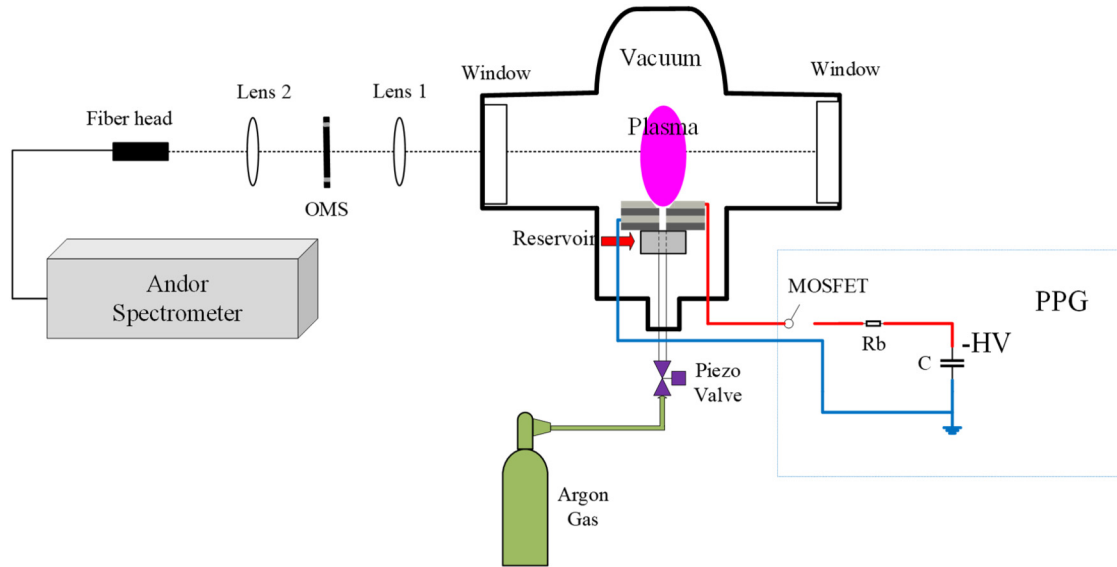 Vacuum
Window
Window
Lens 2
Lens 1
Fiber head
Plasma
OMS
Reservoir
Andor
Spectrometer
MOSFET
PPG
Rb
-HV
C
Piezo
Valve
Argon
Gas